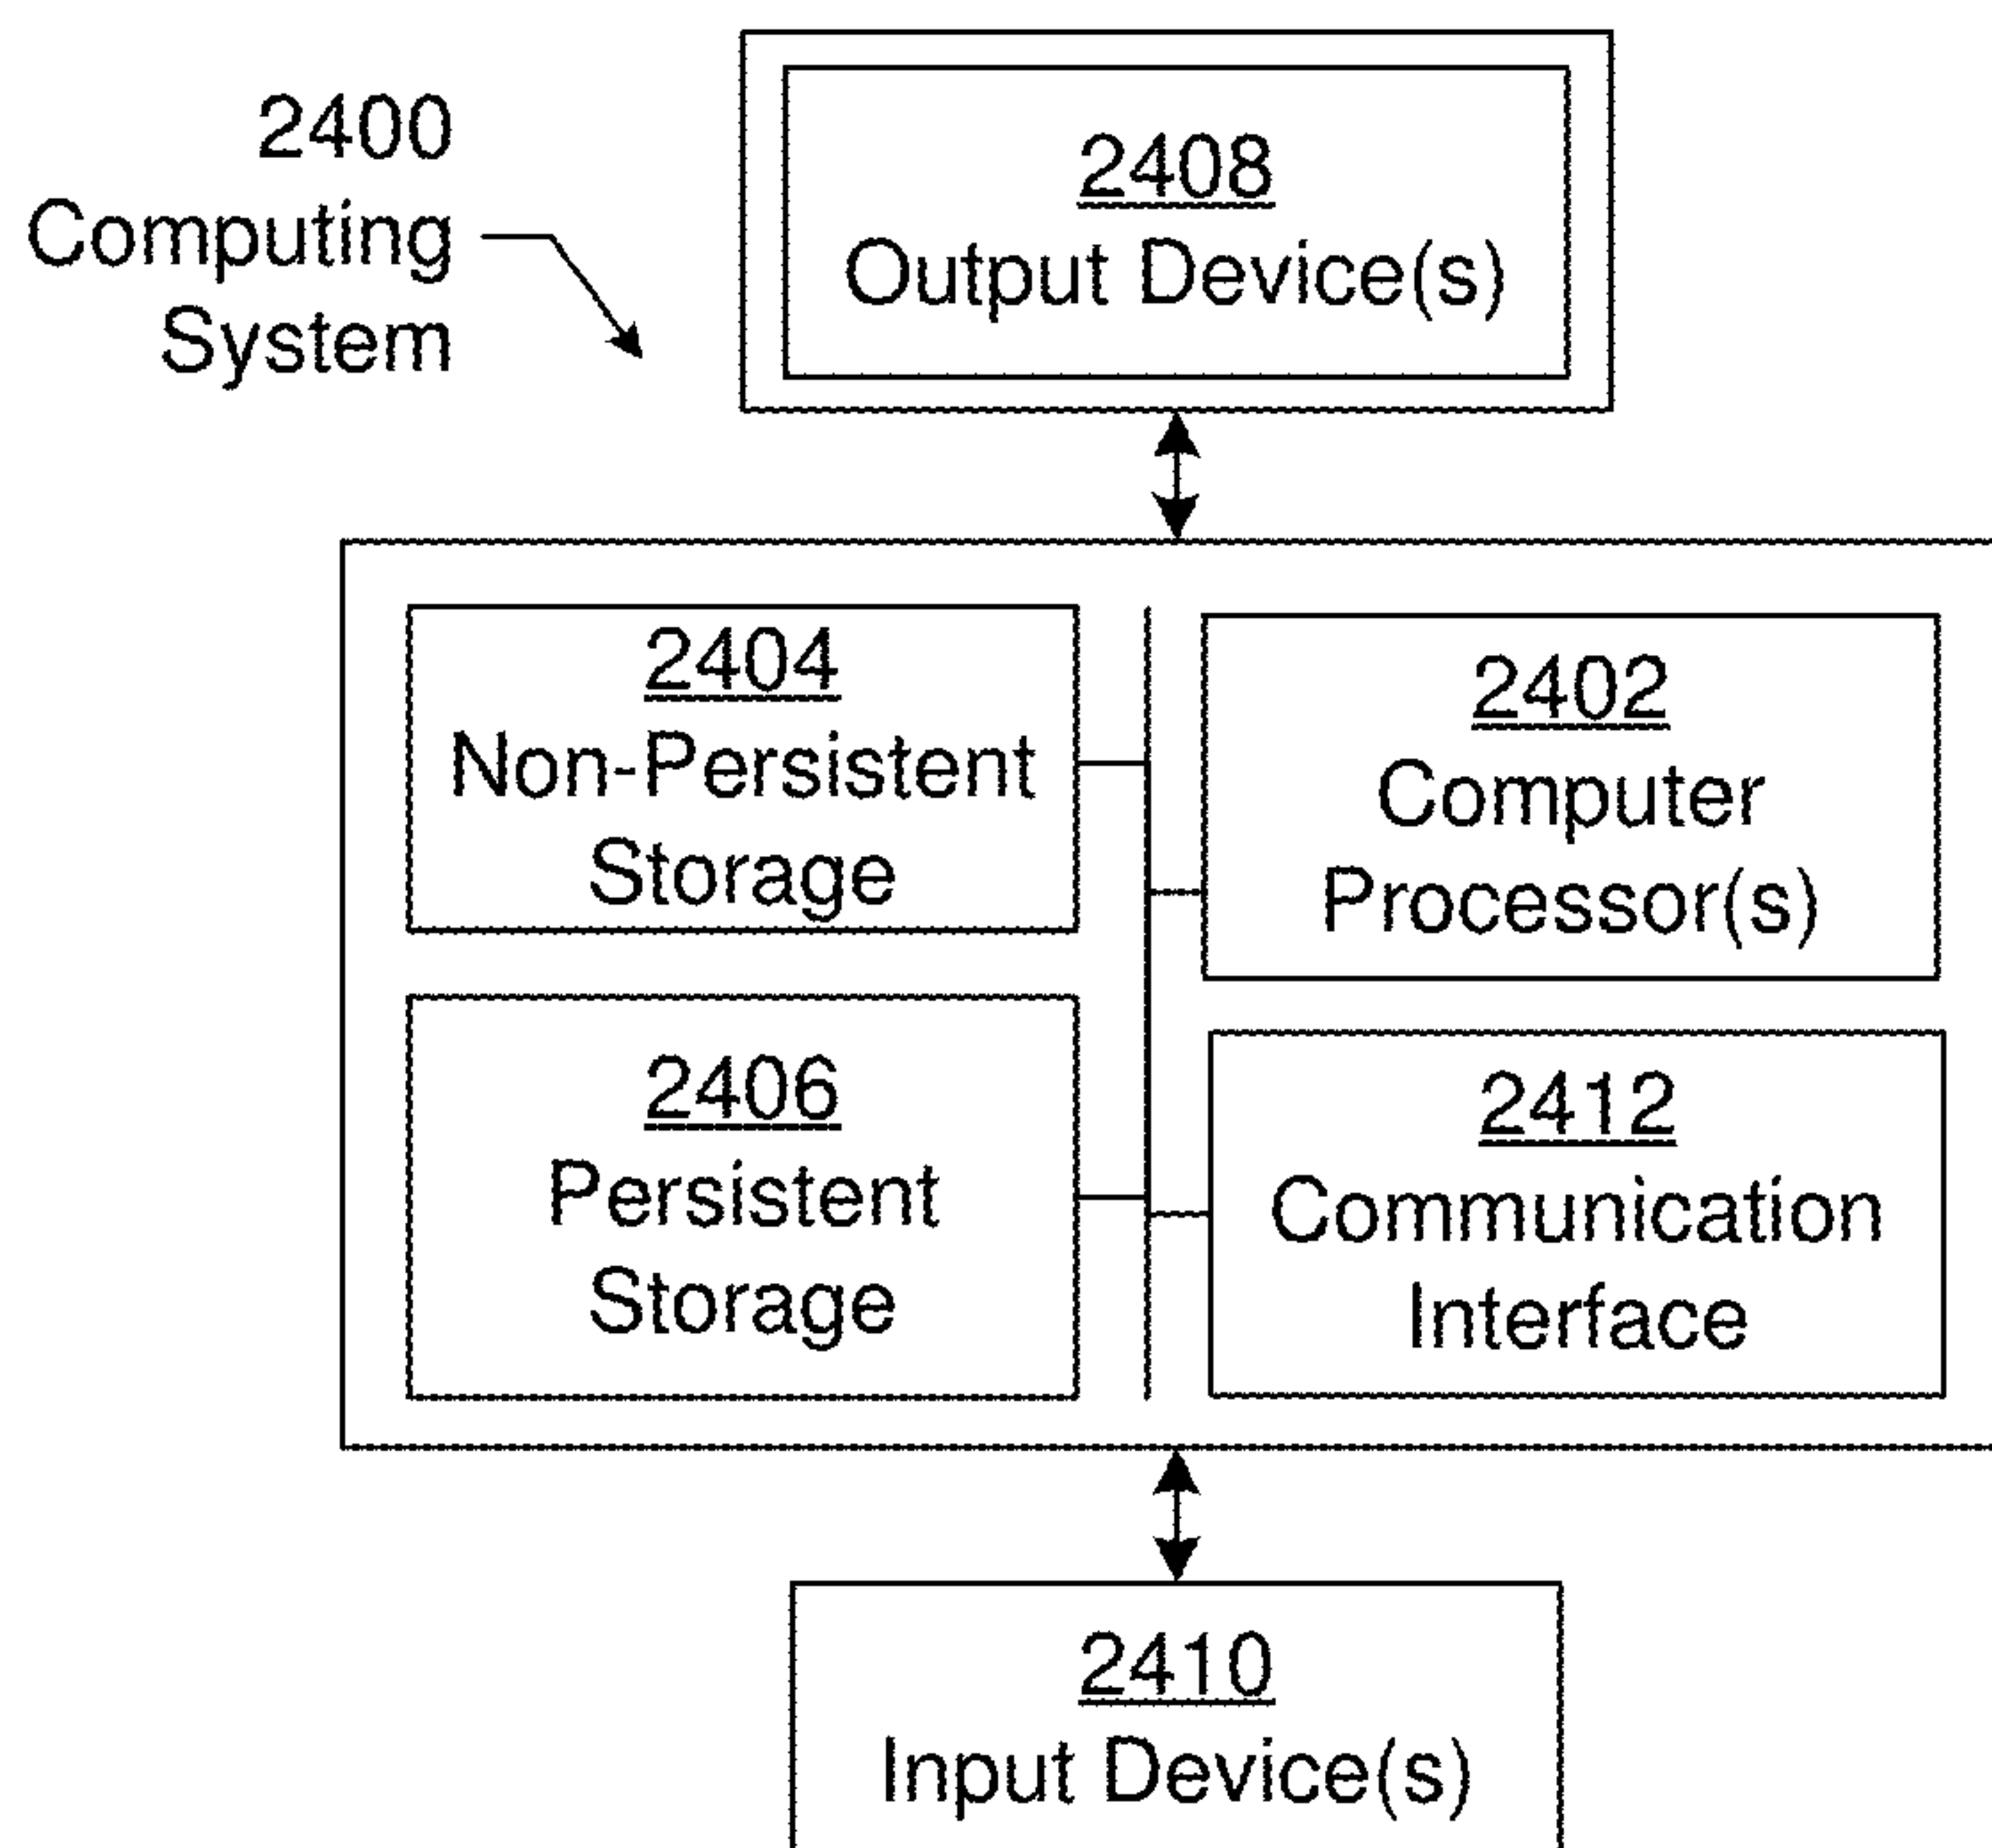 2400
Computing
System
2408
Output Device(s)
2404
Non-Persistent
Storage
2402
Computer
Processor(s)
2406
Persistent
Storage
2412
Communication
Interface
2410
Input Device(s)